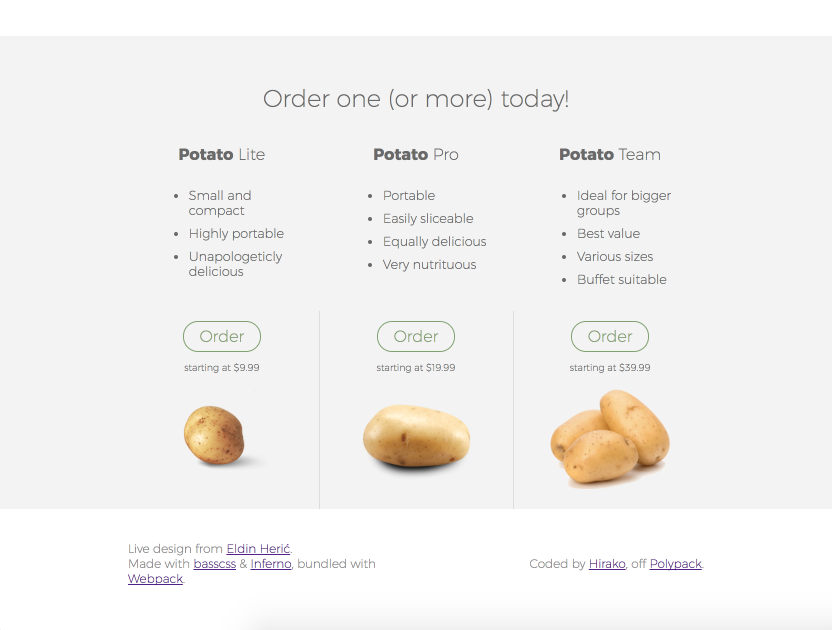 Order one (or more) today!
Potato Lite
Small and
compact
Highly portable
Unapologeticly
delicious
Order
starting at $9.99
Potato Pro
Portable
Easily sliceable
Equally delicious
Very nutrituous
Order
starting at $19.99
Potato Team
Ideal for bigger
groups
Best value
Various sizes
Buffet suitable
Order
starting at $39.99
Live design from Eldin Herić.
Made with basscss & Inferno, bundled with
Webpack.
Coded by Hirako, off Polypack.